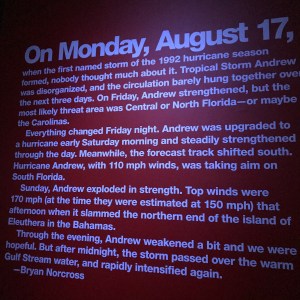 On Monday, August 17,
when the first named storm of the 1992 hurricane season
formed, nobody thought much about it. Tropical Storm Andrew
was disorganized, and the circulation barely hung together over
the next three days. On Friday, Andrew strengthened, but the
most likely threat area was Central or North Florida—or maybe
the Carolinas.
Everything changed Friday night. Andrew was upgraded to
a hurricane early Saturday morning and steadily strengthened
through the day. Meanwhile, the forecast track shifted south.
Hurricane Andrew, with 110 mph winds, was taking aim on
South Florida.
Sunday, Andrew exploded in strength. Top winds were
170 mph (at the time they were estimated at 150 mph) that
afternoon when it slammed the northern end of the island of
Eleuthera in the Bahamas.
Through the evening, Andrew weakened a bit and we were
hopeful. But after midnight, the storm passed over the warm
Gulf Stream water, and rapidly intensified again.
—Bryan Norcross